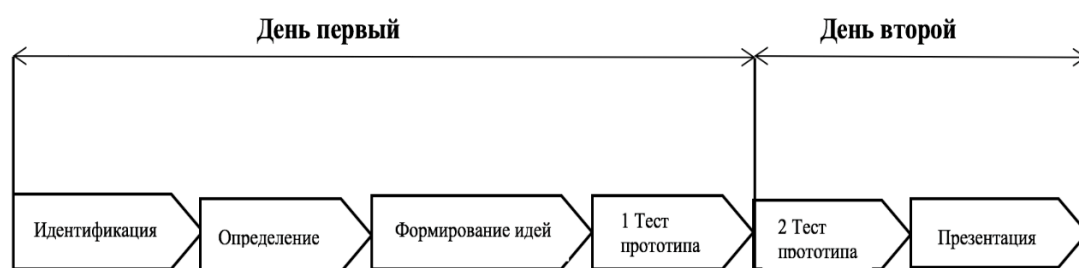 День первый
День второй
Идентификация
Определение
Формирование идей
1 Тест
прототипа
2 Тест
прототипа
Презентация